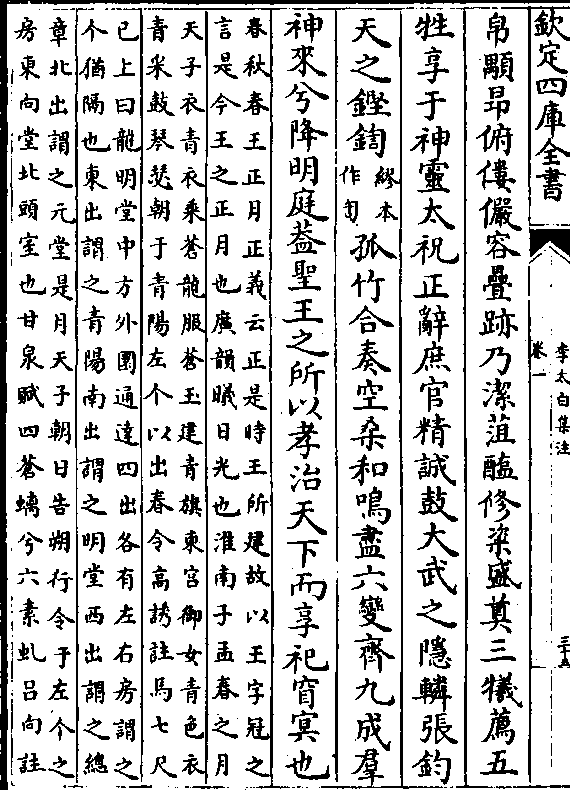 欽定四庫全書
李太白集注
卷一
三十五
帛顒昂俯僂儼容疊跡乃潔葅醢修粢盛奠三犧薦五
牲享于神靈太祝正辭庶官精誠鼓大武之隱轔張鈞
天之鏗鍧繆本作訇孤竹合奏空桑和鳴盡六變齊九成羣
神來兮降明庭葢聖王之所以孝治天下而享祀窅冥也
春秋春王正月正義云正是時王所建故以王字冠之
言是今王之正月也廣韻曦日光也淮南子孟春之月
天子衣青衣乘蒼龍服蒼玉建青旗東宫御女青色衣
青采鼓琴瑟朝于青陽左个以出春令高誘註馬七尺
已上曰龍明堂中方外圜通達四出各有左右房謂之
个猶隔也東出謂之青陽南出謂之明堂西出謂之總
章北出謂之元堂是月天子朝日告朔行令于左个之
房東向堂北頭室也甘泉賦四蒼螭兮六素虬吕向註